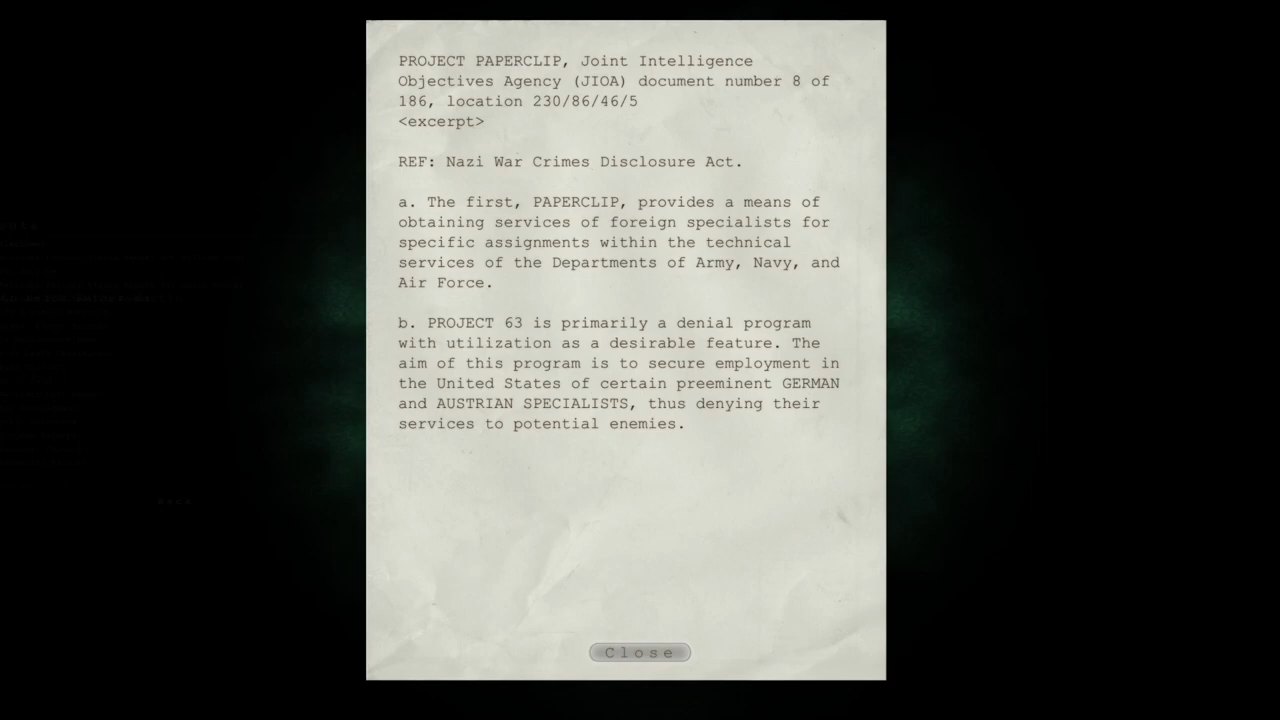 PROJECT PAPERCLIP, Joint Intelligence
Objectives Agency (JIOA) document number 8 of
186, location 230/86/46/5
<excerpt>
REF: Nazi War Crimes Disclosure Act.
a. The first, PAPERCLIP, provides a means of
obtaining services of foreign specialists for
specific assignments within the technical
services of the Departments of Army, Navy, and
Air Force.
b. PROJECT 63 is primarily a denial program
with utilization as a desirable feature. The
aim of this program is to secure employment in
the United States of certain preeminent GERMAN
and AUSTRIAN SPECIALISTS, thus denying their
services to potential enemies.
Close